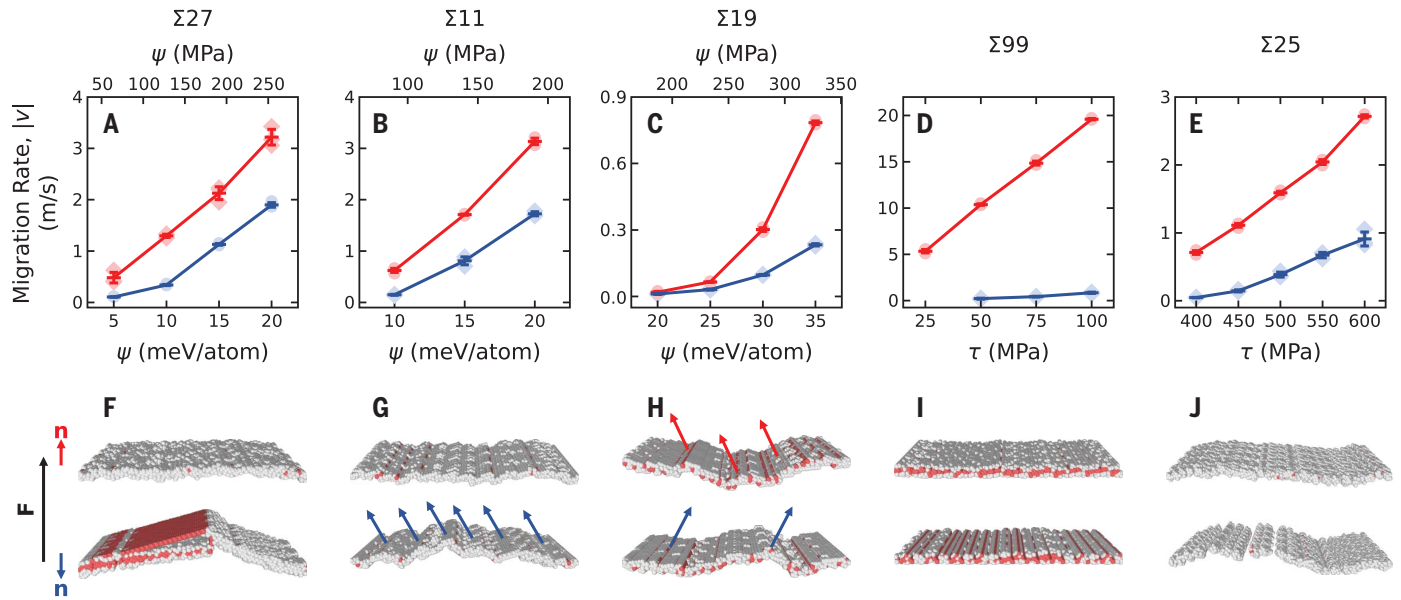 Σ27
Σ11
Σ19
Σ99
Σ25
ψ (MPa)
ψ (MPa)
ψ (MPa)
50 100 150 200 250
100 150 200
200 250 300 350
Migration Rate, |v|
(m/s)
A
4
3
2
1
0
5 10 15 20
ψ (meV/atom)
B
4
3
2
1
0
10 15 20
ψ (meV/atom)
C
0.9
0.6
0.3
0.0
20 25 30 35
ψ (meV/atom)
D
20
15
10
5
0
25 50 75 100
τ (MPa)
E
3
2
1
0
400 450 500 550 600
τ (MPa)
F
G
H
I
J
n
F
n